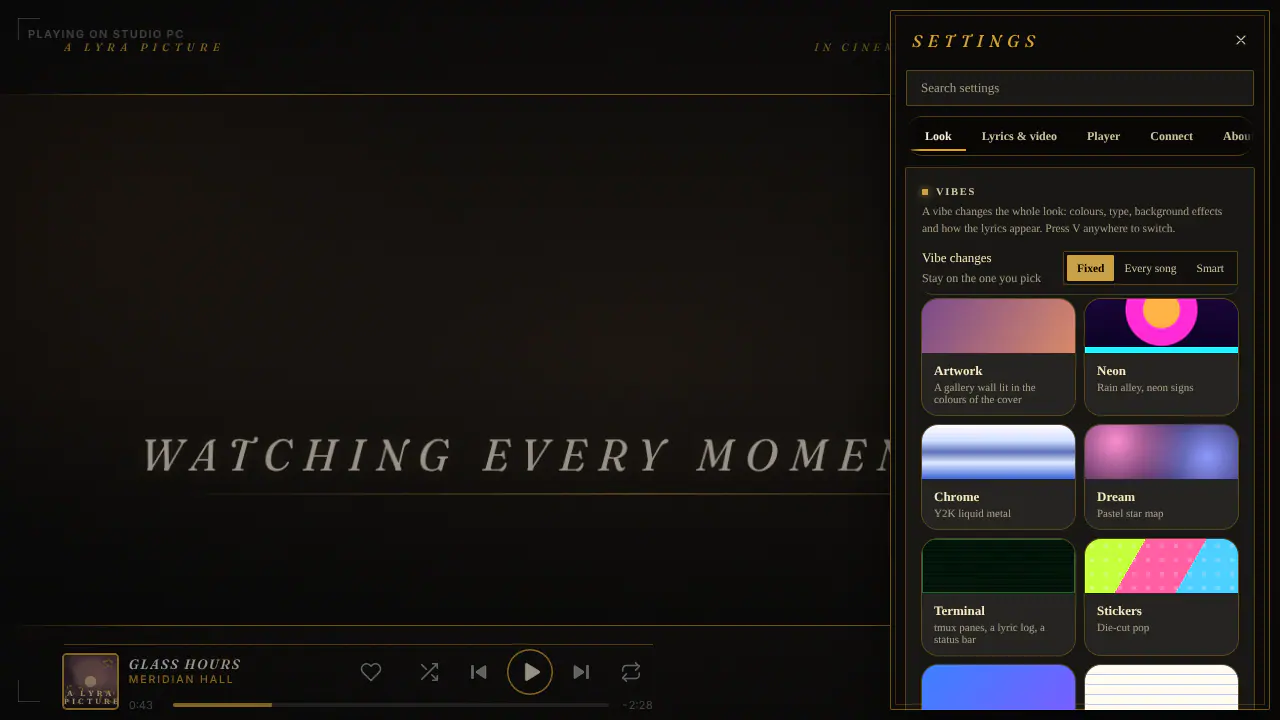 PLAYING ON STUDIO PC
A LYRA PICTURE
IN CINEM
SETTINGS
Search settings
Look
Lyrics & video
Player
Connect
Abou
VIBES
A vibe changes the whole look: colours, type, background effects
and how the lyrics appear. Press V anywhere to switch.
Vibe changes
Stay on the one you pick
Fixed
Every song
Smart
Artwork
A gallery wall lit in the
colours of the cover
Neon
Rain alley, neon signs
Chrome
Y2K liquid metal
Dream
Pastel star map
Terminal
tmux panes, a lyric log, a
status bar
Stickers
Die-cut pop
WATCHING EVERY MOMEN
A LYRA
PICTURE
GLASS HOURS
MERIDIAN HALL
0:43
-2:28